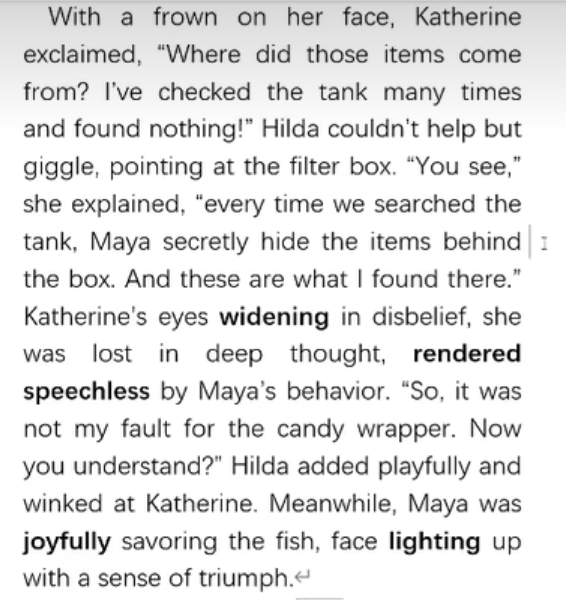 With a frown on her face, Katherine
exclaimed, “Where did those items come
from? I’ve checked the tank many times
and found nothing!” Hilda couldn’t help but
giggle, pointing at the filter box. “You see,”
she explained, “every time we searched the
tank, Maya secretly hide the items behind
the box. And these are what I found there.”
Katherine’s eyes widening in disbelief, she
was lost in deep thought, rendered
speechless by Maya’s behavior. “So, it was
not my fault for the candy wrapper. Now
you understand?” Hilda added playfully and
winked at Katherine. Meanwhile, Maya was
joyfully savoring the fish, face lighting up
with a sense of triumph.↵